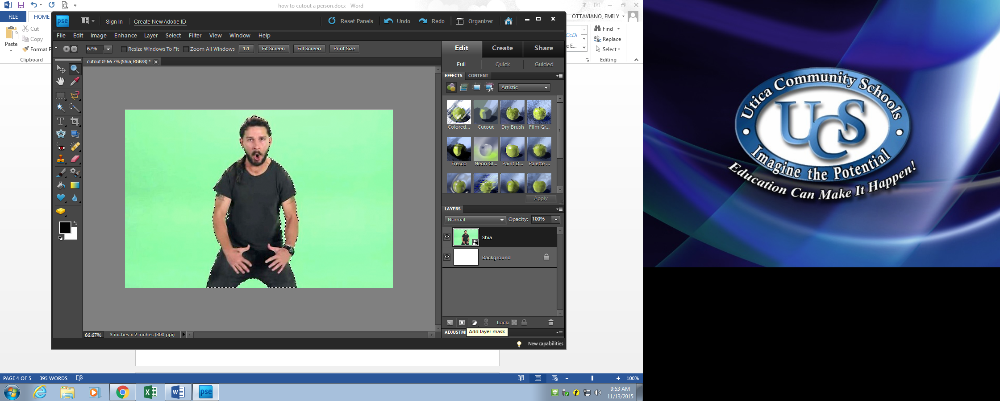 how to cutout a person.docx - Word
FILE
HOME
OTTAVIANO, EMILY
Cut
Copy
Paste
Format P
Clipboard
Find
Replace
Select
Editing
pse
Sign In
Create New Adobe ID
Reset Panels
Undo
Redo
Organizer
File Edit Image Enhance Layer Select Filter View Window Help
67%
Resize Windows To Fit
Zoom All Windows
1:1
Fit Screen
Fill Screen
Print Size
Edit
Create
Share
cutout @ 66.7% (Shia, RGB/8) *
Full
Quick
Guided
EFFECTS
CONTENT
Artistic
Colored...
Cutout
Dry Brush
Film Gr...
Fresco
Neon Gl...
Paint D...
Palette ...
Apply
LAYERS
Normal
Opacity: 100%
Shia
Background
Lock:
66.67%
3 inches x 2 inches (300 ppi)
ADJUSTM
Add layer mask
New capabilities
PAGE 4 OF 5
395 WORDS
100%
pse
9:53 AM
11/13/2015
Utica Community Schools
UCS
Imagine the Potential
Education Can Make It Happen!